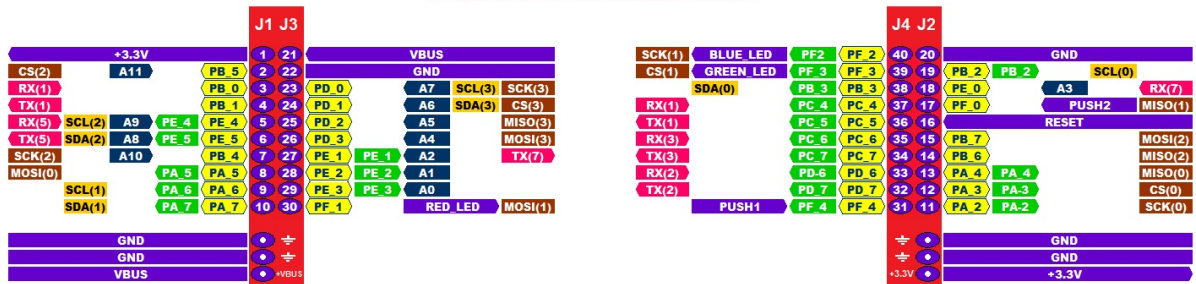 J1 J3 J4 J2
+3.3V 1 21 VBUS SCK(1) BLUE_LED PF2 PF_2 40 20 GND
CS(2) A11 PB_5 2 22 GND CS(1) GREEN_LED PF_3 PF_3 39 19 PB_2 PB_2 SCL(0)
RX(1) PB_0 3 23 PD_0 A7 SCL(3) SCK(3) SDA(0) PB_3 PB_3 38 18 PE_0 A3 RX(7)
TX(1) PB_1 4 24 PD_1 A6 SDA(3) CS(3) RX(1) PC_4 PC_4 37 17 PF_0 PUSH2 MISO(1)
RX(5) SCL(2) A9 PE_4 PE_4 5 25 PD_2 A5 MISO(3) TX(1) PC_5 PC_5 36 16 RESET
TX(5) SDA(2) A8 PE_5 PE_5 6 26 PD_3 A4 MOSI(3) RX(3) PC_6 PC_6 35 15 PB_7 MOSI(2)
SCK(2) A10 PB_4 7 27 PE_1 PE_1 A2 TX(7) TX(3) PC_7 PC_7 34 14 PB_6 MISO(2)
MOSI(0) PA_5 PA_5 8 28 PE_2 PE_2 A1 RX(2) PD-6 PD_6 33 13 PA_4 PA_4 MISO(0)
SCL(1) PA_6 PA_6 9 29 PE_3 PE_3 A0 TX(2) PD_7 PD_7 32 12 PA_3 PA-3 CS(0)
SDA(1) PA_7 PA_7 10 30 PF_1 RED_LED MOSI(1) PUSH1 PF_4 PF_4 31 11 PA_2 PA-2 SCK(0)
GND GND
GND GND
VBUS +VBUS +3.3V +3.3V